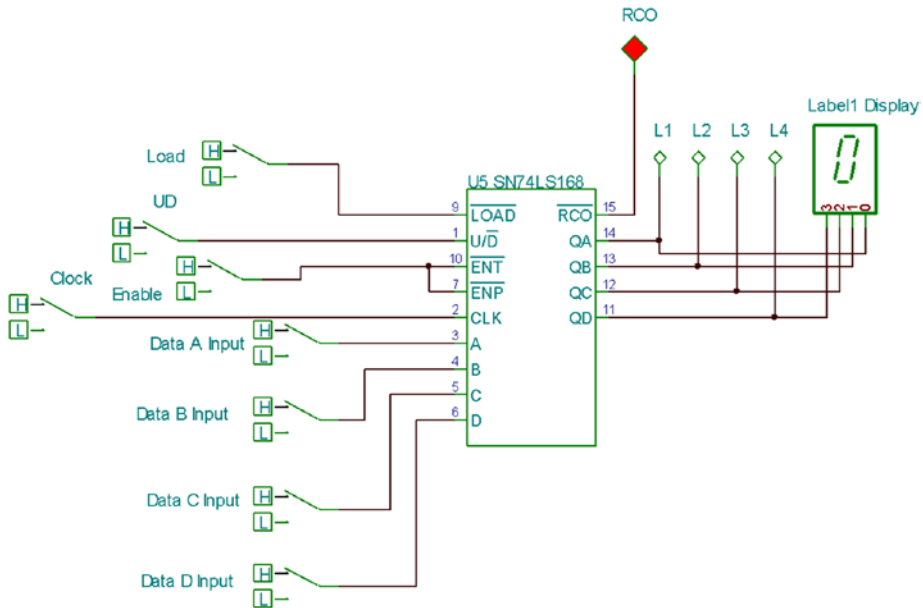 RCO
Label1 Display
L1 L2 L3 L4
0
3 2 1 0
Load H
L
UD
H
L
Enable H
L
Clock
H
L
Data A Input H
L
Data B Input H
L
Data C Input H
L
Data D Input H
L
U5 SN74LS168
9 LOAD RCO 15
1 U/D QA 14
10 ENT QB 13
7 ENP QC 12
2 CLK QD 11
3 A
4 B
5 C
6 D